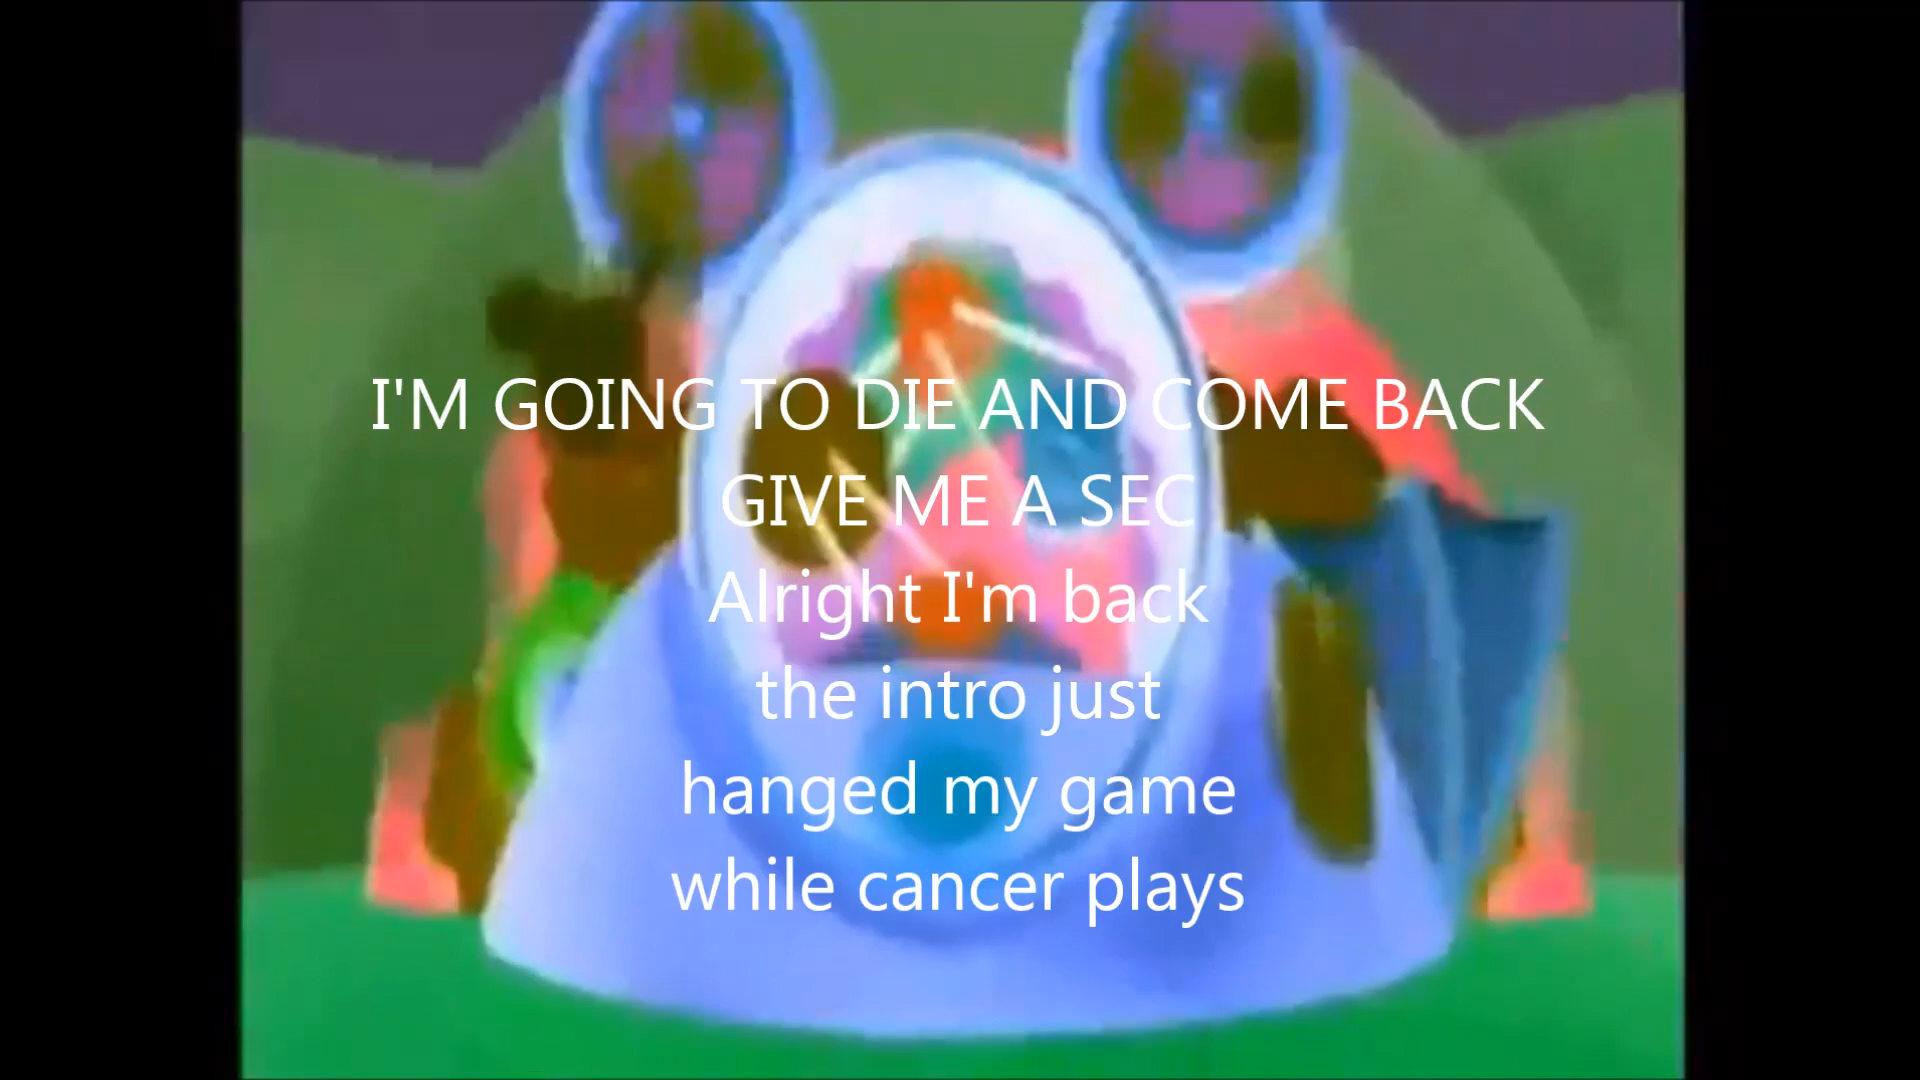 I'M GOING TO DIE AND COME BACK
GIVE ME A SEC
Alright I'm back
the intro just
hanged my game
while cancer plays